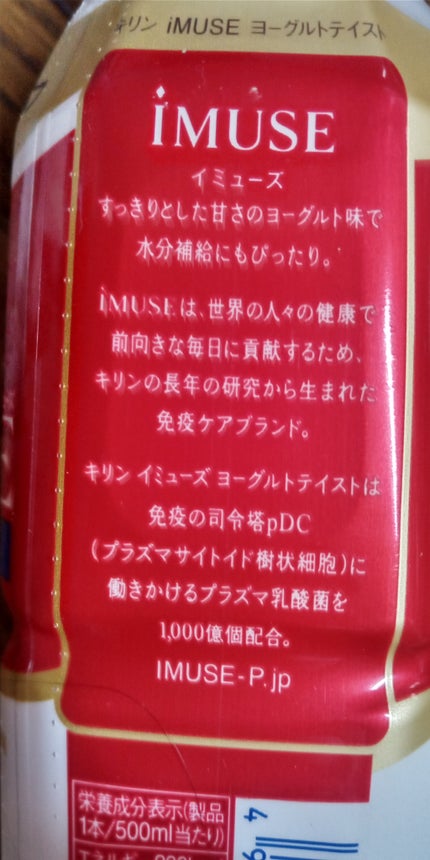 キリン iMUSE ヨーグルトテイスト
iMUSE
イミューズ
すっきりとした甘さのヨーグルト味で
水分補給にもぴったり。
iMUSEは、世界の人々の健康で
前向きな毎日に貢献するため、
キリンの長年の研究から生まれた
免疫ケアブランド。
キリン イミューズ ヨーグルトテイストは
免疫の司令塔pDC
(プラズマサイトイド樹状細胞)に
働きかけるプラズマ乳酸菌を
1,000億個配合。
IMUSE-P.jp
栄養成分表示(製品
1本/500ml当たり)
エネルギー